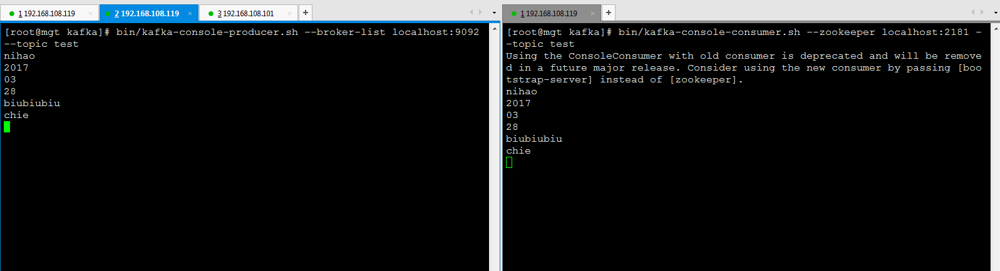 1 192.168.108.119
2 192.168.108.119
3 192.168.108.101
[root@mgt kafka]# bin/kafka-console-producer.sh --broker-list localhost:9092
--topic test
nihao
2017
03
28
biubiubiu
chie
1 192.168.108.119
[root@mgt kafka]# bin/kafka-console-consumer.sh --zookeeper localhost:2181 -
-topic test
Using the ConsoleConsumer with old consumer is deprecated and will be remove
d in a future major release. Consider using the new consumer by passing [boo
tstrap-server] instead of [zookeeper].
nihao
2017
03
28
biubiubiu
chie